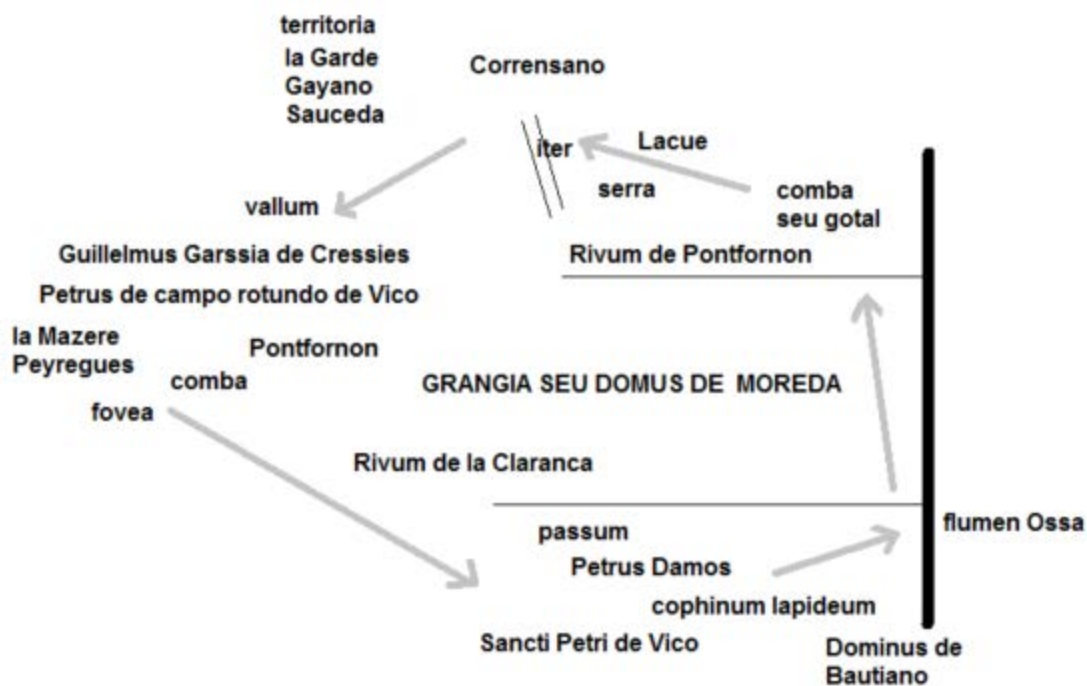 territoria
la Garde
Gayano
Sauceda
Corrensano
iter
Lacue
serra
comba
seu gotal
vallum
Guillelmus Garssia de Cressies
Rivum de Pontfornon
Petrus de campo rotundo de Vico
la Mazere
Peyregues
Pontfornon
comba
GRANGIA SEU DOMUS DE MOREDA
fovea
Rivum de la Claranca
flumen Ossa
passum
Petrus Damos
cophinum lapideum
Sancti Petri de Vico
Dominus de
Bautiano